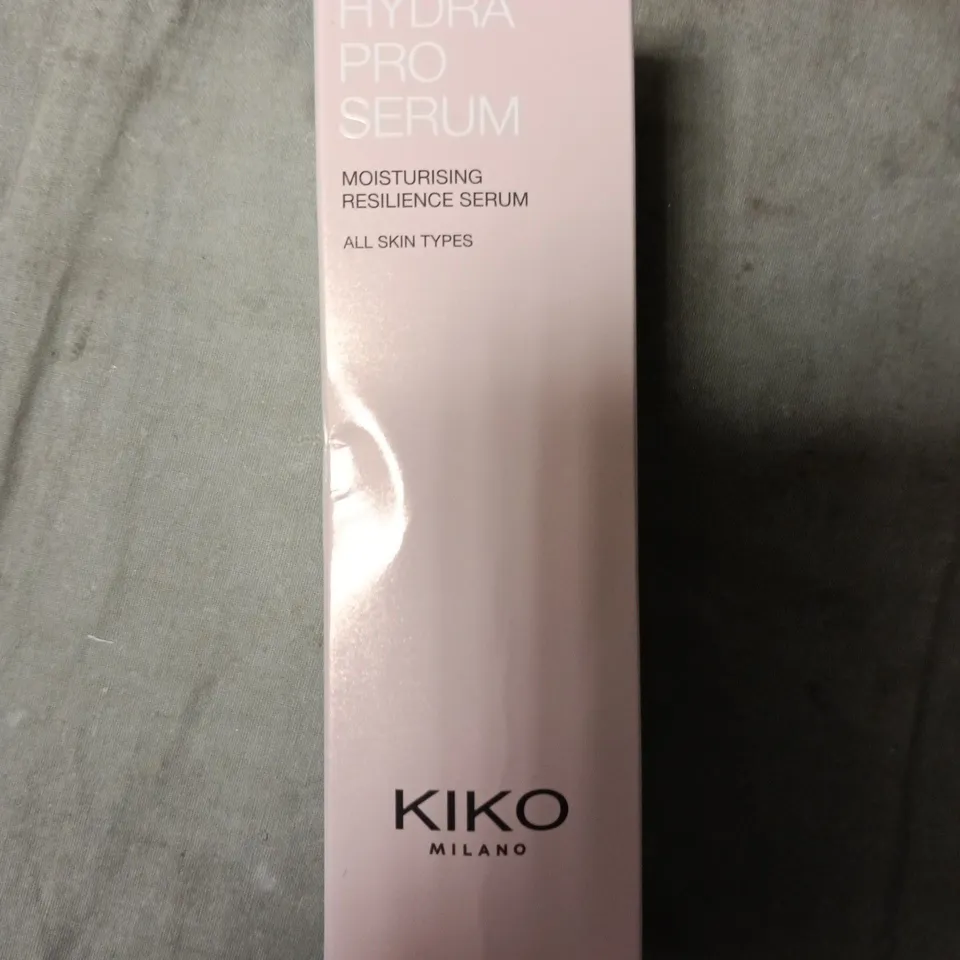 HYDRA
PRO
SERUM
MOISTURISING
RESILIENCE SERUM
ALL SKIN TYPES
KIKO
MILANO